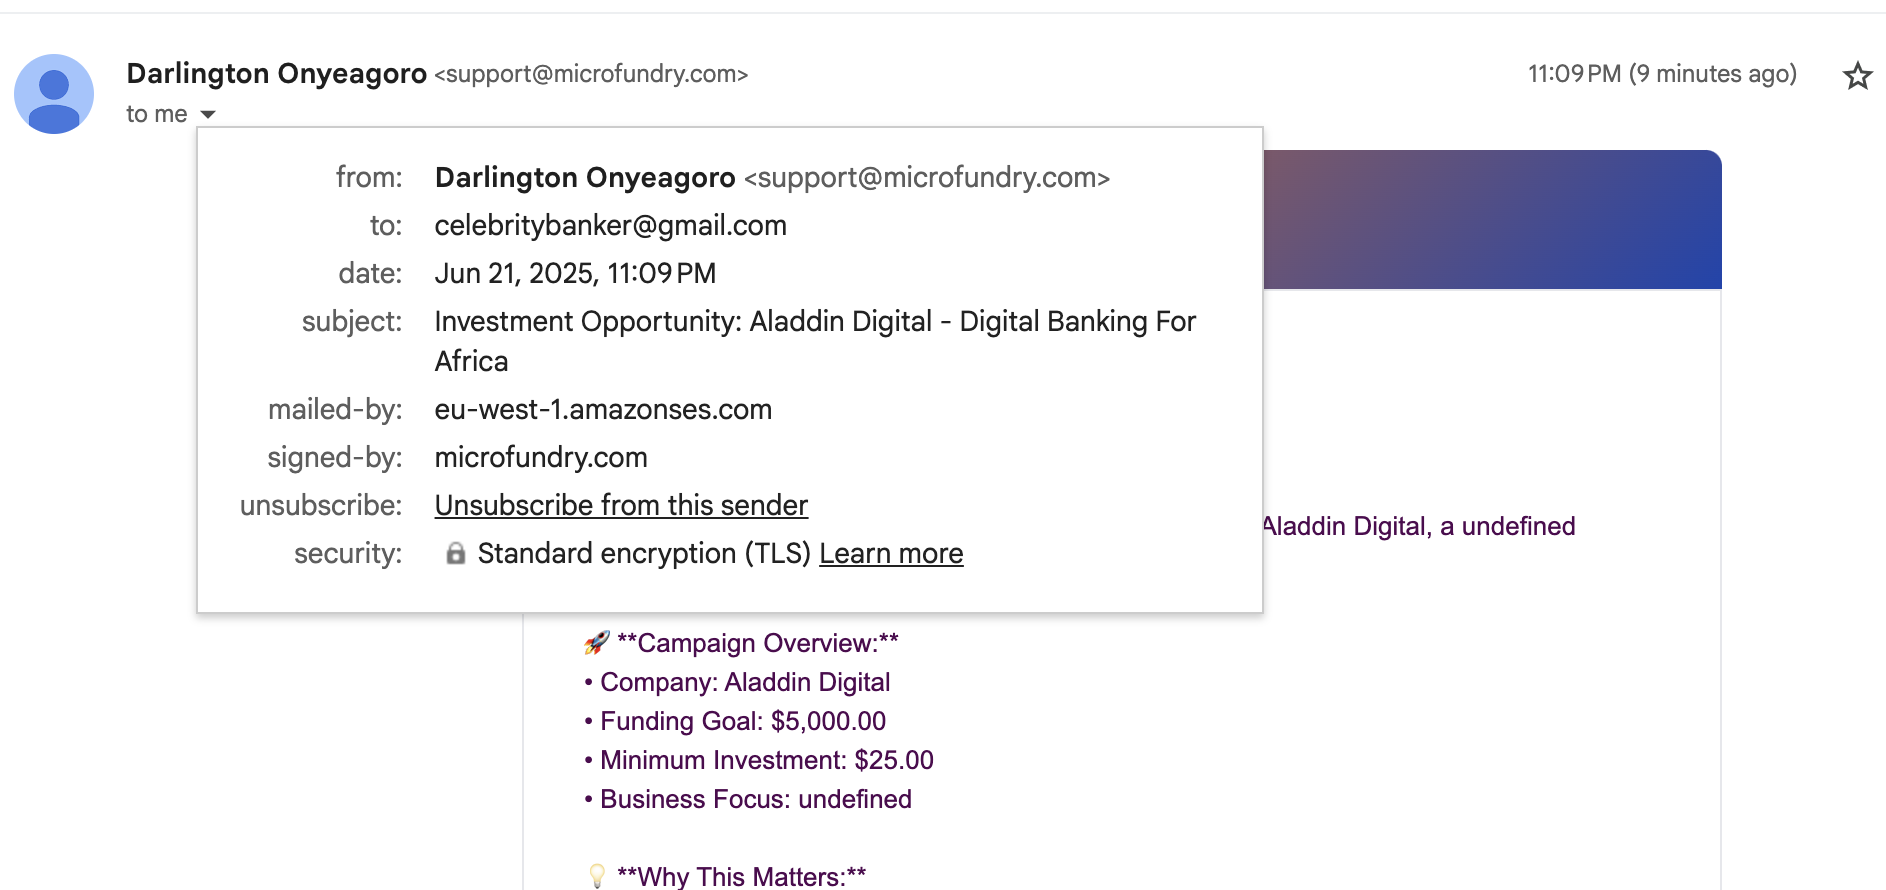 Darlington Onyeagoro <support@microfundry.com>
11:09 PM (9 minutes ago)
to me
from: Darlington Onyeagoro <support@microfundry.com>
to: celebritybanker@gmail.com
date: Jun 21, 2025, 11:09 PM
subject: Investment Opportunity: Aladdin Digital - Digital Banking For
Africa
mailed-by: eu-west-1.amazonses.com
signed-by: microfundry.com
unsubscribe: Unsubscribe from this sender
security: Standard encryption (TLS) Learn more
Aladdin Digital, a undefined
🚀 **Campaign Overview:**
• Company: Aladdin Digital
• Funding Goal: $5,000.00
• Minimum Investment: $25.00
• Business Focus: undefined
💡 **Why This Matters:**